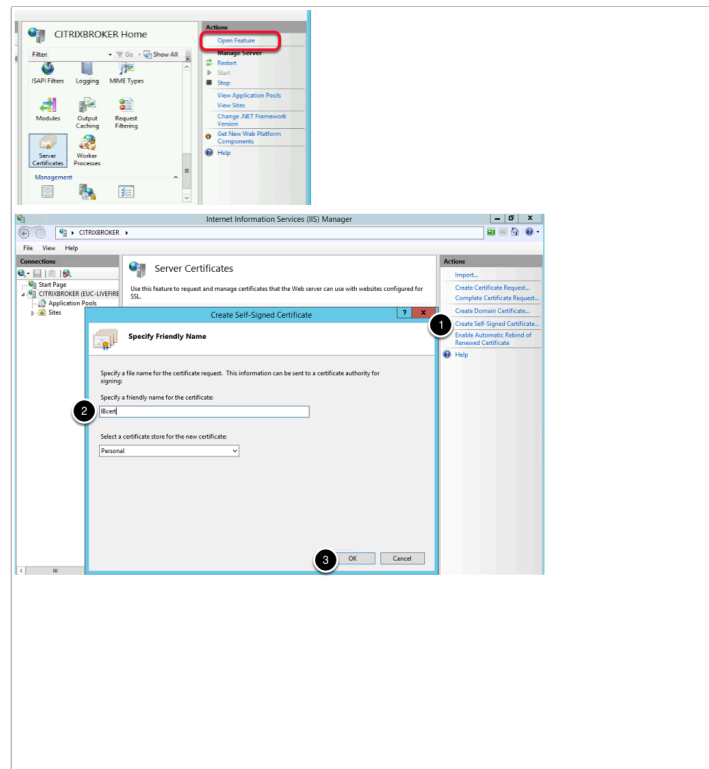 CITRIXBROKER Home
Filter:
Go
Show All
ISAPI Filters
Logging
MIME Types
Modules
Output
Caching
Request
Filtering
Server
Certificates
Worker
Processes
Management
Actions
Open Feature
Manage Server
Restart
Start
Stop
View Application Pools
View Sites
Change .NET Framework
Version
Get New Web Platform
Components
Help
Internet Information Services (IIS) Manager
CITRIXBROKER
File View Help
Connections
Start Page
CITRIXBROKER (EUC-LIVEFIRE
Application Pools
Sites
Server Certificates
Use this feature to request and manage certificates that the Web server can use with websites configured for
SSL.
Actions
Import...
Create Certificate Request...
Complete Certificate Request...
Create Domain Certificate...
Create Self-Signed Certificate...
Enable Automatic Rebind of
Renewed Certificate
Help
1
Create Self-Signed Certificate
? x
Specify Friendly Name
Specify a file name for the certificate request. This information can be sent to a certificate authority for
signing:
Specify a friendly name for the certificate:
2
Select a certificate store for the new certificate:
Personal
3
OK
Cancel